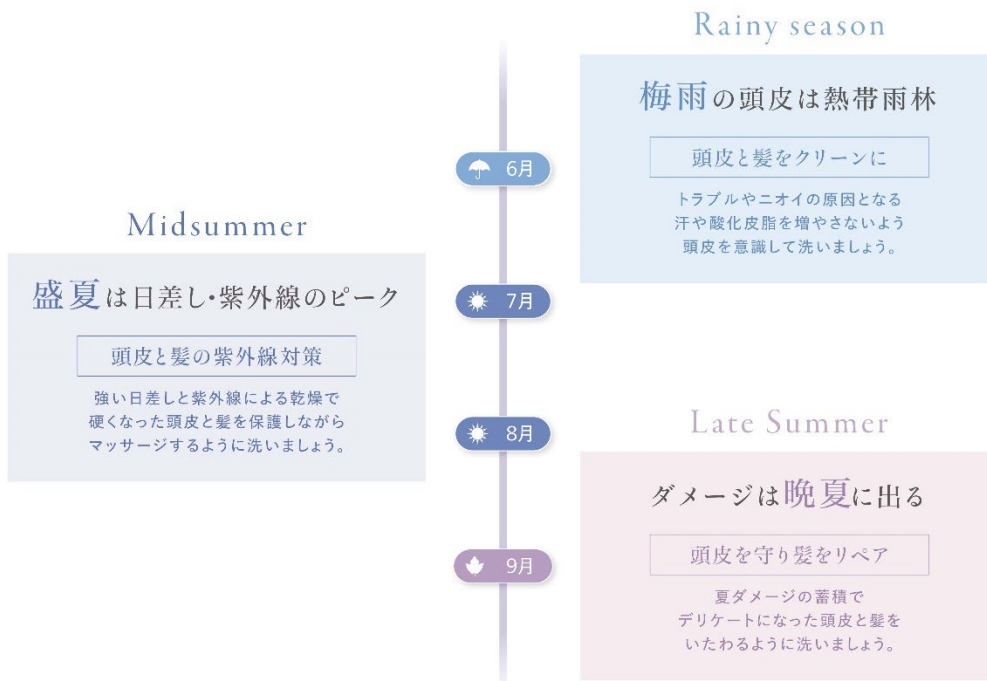 Rainy season
梅雨の頭皮は熱帯雨林
頭皮と髪をクリーンに
トラブルやニオイの原因となる
汗や酸化皮脂を増やさないよう
頭皮を意識して洗いましょう。
6月
Midsummer
盛夏は日差し・紫外線のピーク
頭皮と髪の紫外線対策
強い日差しと紫外線による乾燥で
硬くなった頭皮と髪を保護しながら
マッサージするように洗いましょう。
7月
8月
Late Summer
ダメージは晩夏に出る
頭皮を守り髪をリペア
夏ダメージの蓄積で
デリケートになった頭皮と髪を
いたわるように洗いましょう。
9月